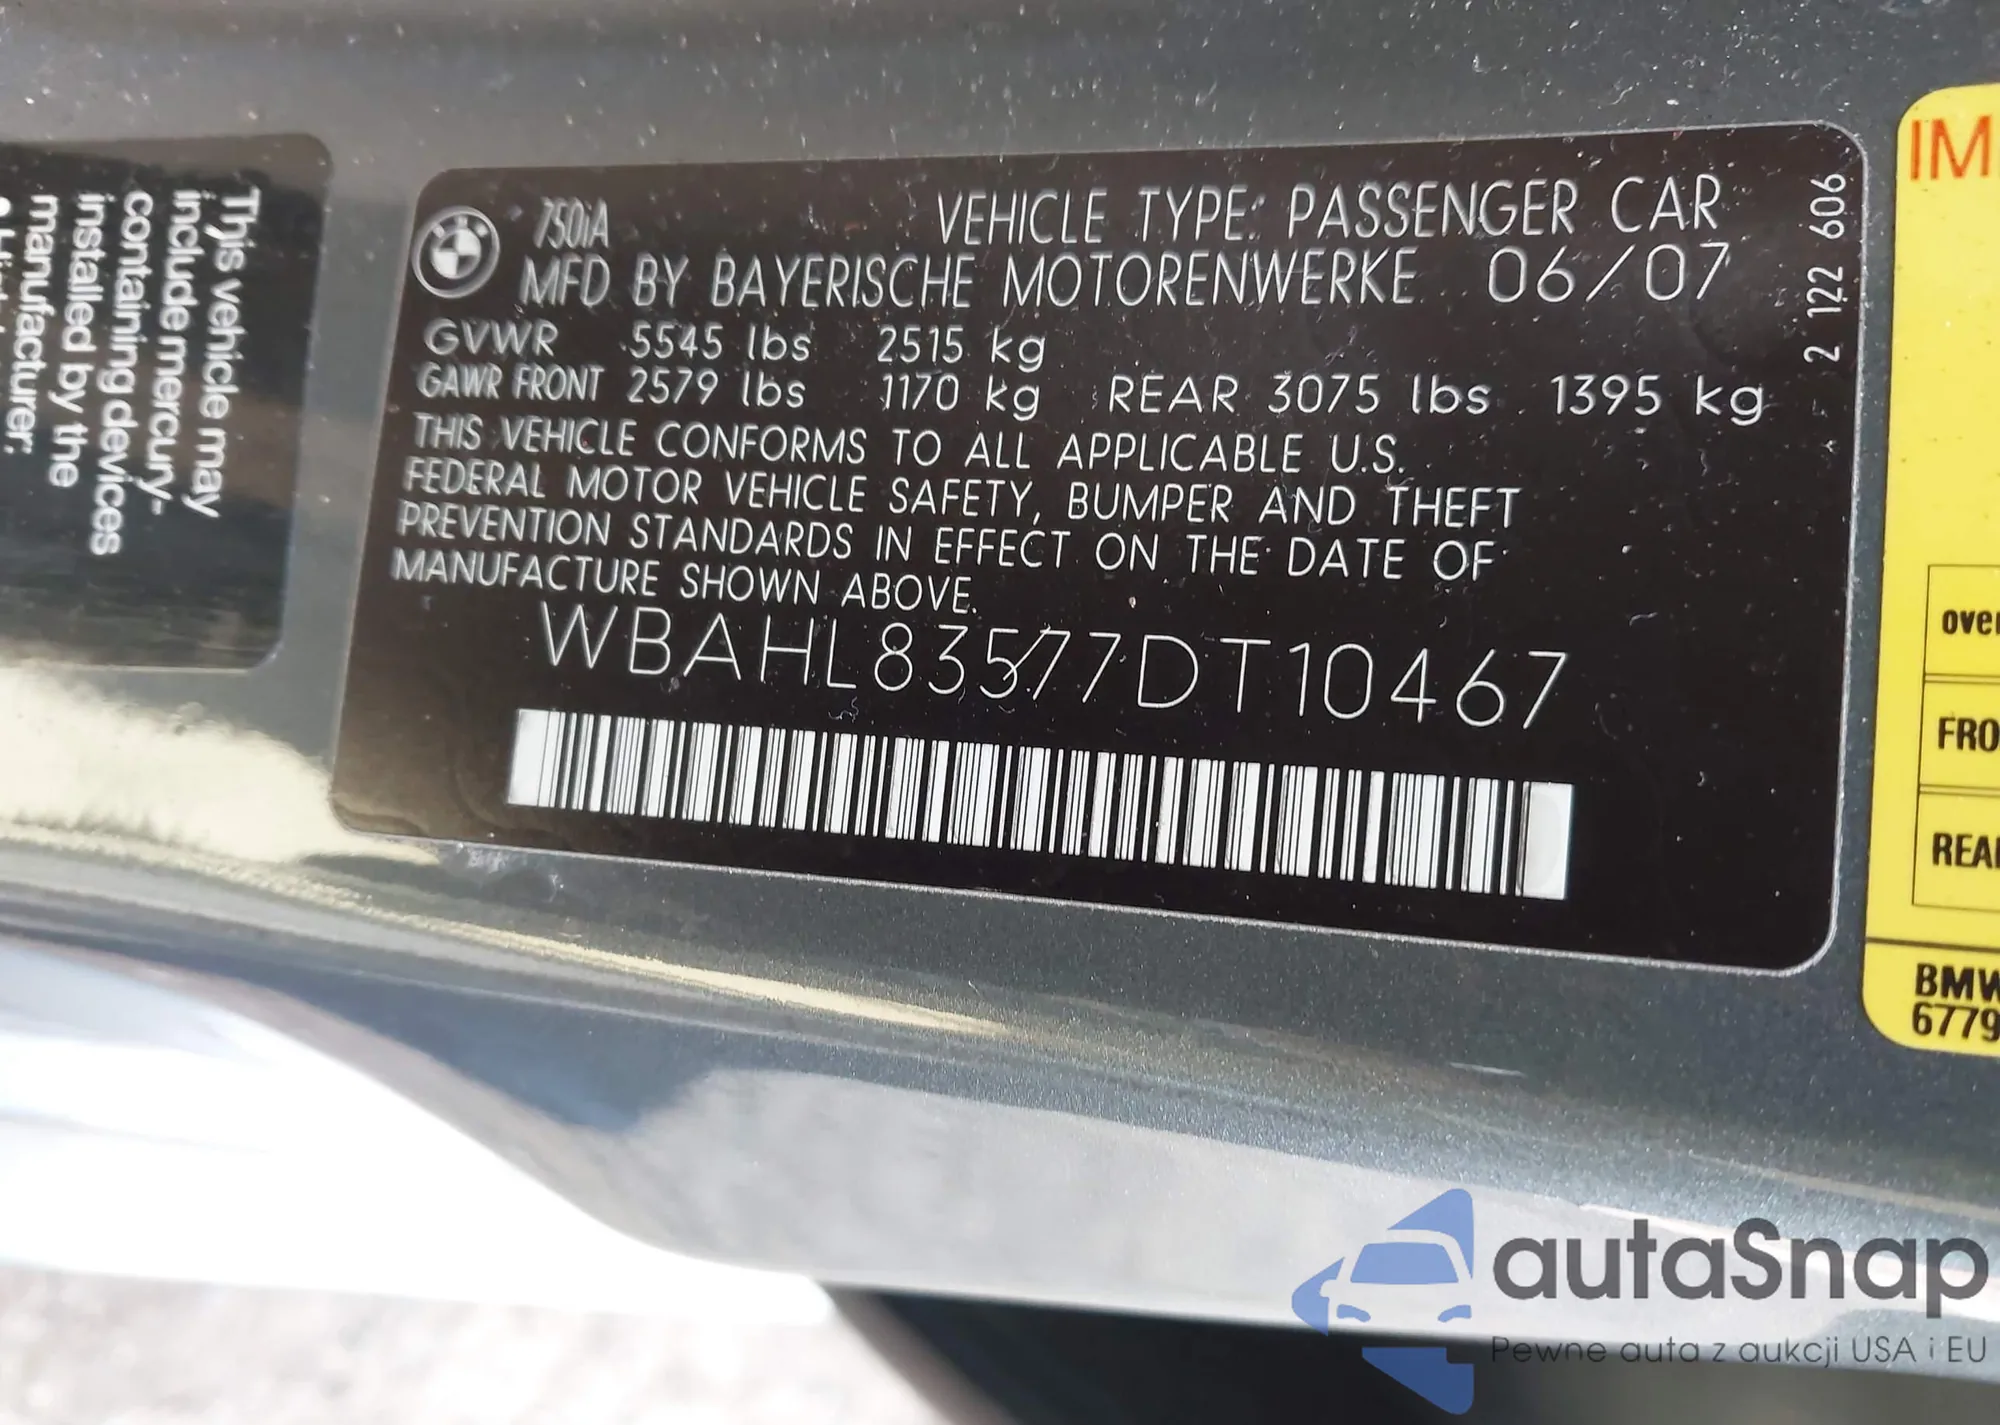 This vehicle may
include mercury-
containing devices
installed by the
manufacturer.
750iA
VEHICLE TYPE: PASSENGER CAR
MFD BY BAYERISCHE MOTORENWERKE 06/07
GVWR 5545 lbs 2515 kg
GAWR FRONT 2579 lbs 1170 kg REAR 3075 lbs 1395 kg
THIS VEHICLE CONFORMS TO ALL APPLICABLE U.S.
FEDERAL MOTOR VEHICLE SAFETY, BUMPER AND THEFT
PREVENTION STANDARDS IN EFFECT ON THE DATE OF
MANUFACTURE SHOWN ABOVE.
WBAHL83577DT10467
2 122 606
IM
over
FRO
REA
BMW
6779
autaSnap
Pewne auta z aukcji USA i EU